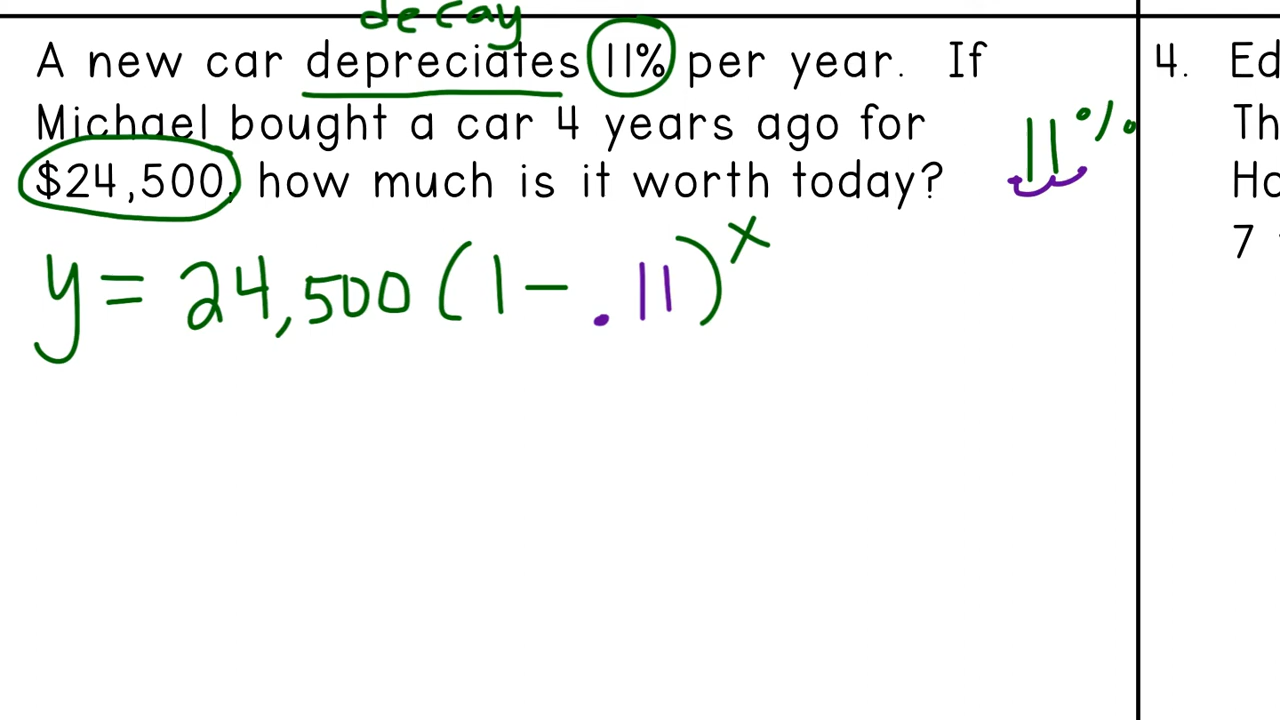 decay
A new car depreciates 11% per year. If
Michael bought a car 4 years ago for
$24,500, how much is it worth today?
11%
y = 24,500 (1 - .11)^x
4. Ed
Th
Ha
7